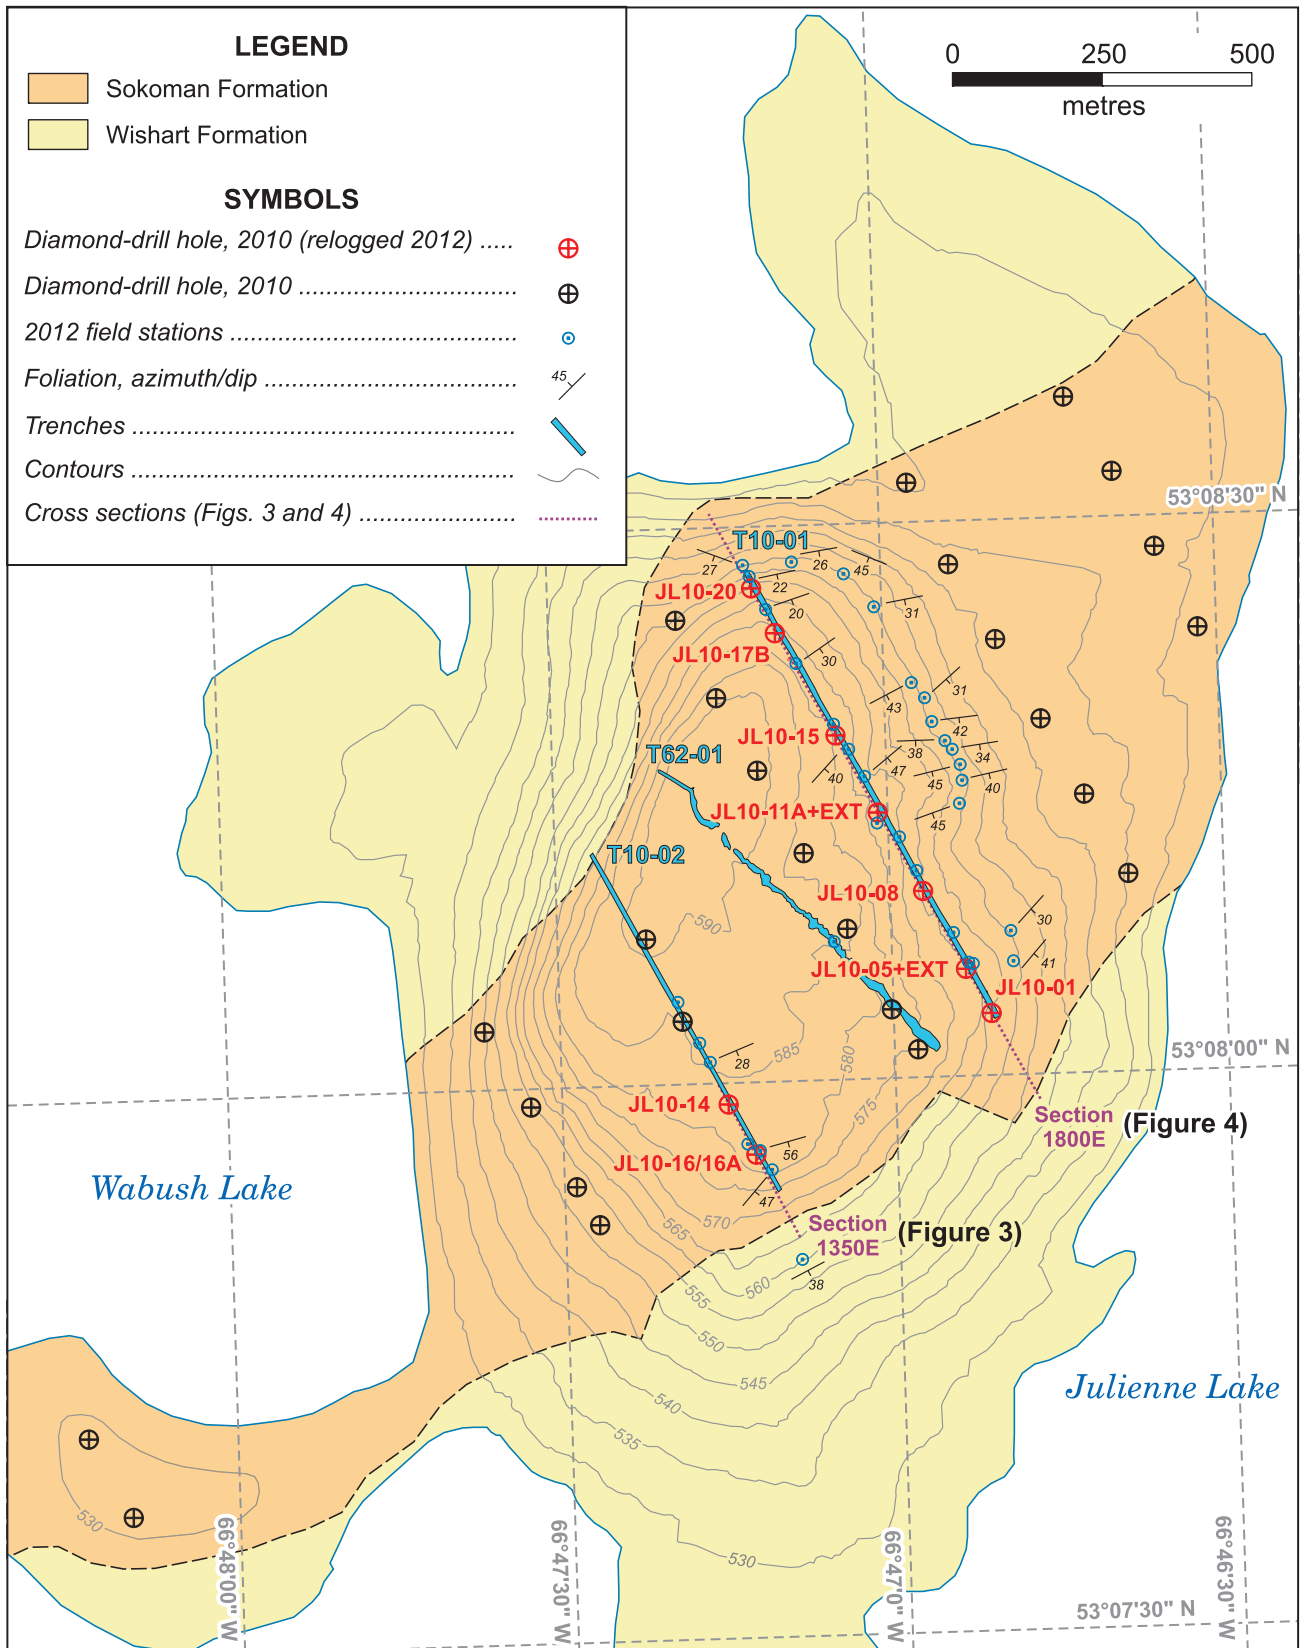 LEGEND
Sokoman Formation
Wishart Formation
SYMBOLS
Diamond-drill hole, 2010 (relogged 2012) .....
Diamond-drill hole, 2010 .................................
2012 field stations ...........................................
Foliation, azimuth/dip ......................................
45
Trenches ..........................................................
Contours ..........................................................
Cross sections (Figs. 3 and 4) .......................
0 250 500
metres
53°08'30" N
T10-01
27
26
45
22
JL10-20
20
31
JL10-17B
30
31
43
42
JL10-15
38
34
T62-01
47
40
45
40
JL10-11A+EXT
45
T10-02
JL10-08
590
30
JL10-05+EXT
41
JL10-01
585
580
28
53°08'00" N
575
JL10-14
Section
1800E
(Figure 4)
56
JL10-16/16A
Wabush Lake
47
570
565
Section
1350E
(Figure 3)
38
560
555
550
545
Julienne Lake
540
535
530
530
66°48'00" W
66°47'30" W
66°47'0" W
66°46'30" W
53°07'30" N